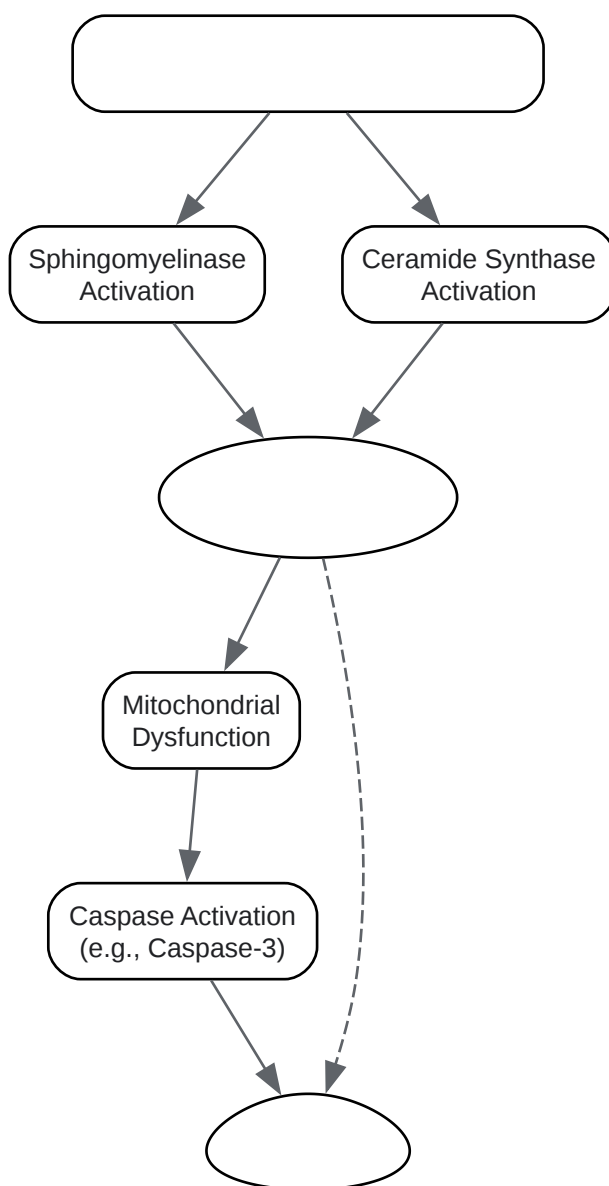 Sphingomyelinase
Activation
Ceramide Synthase
Activation
Mitochondrial
Dysfunction
Caspase Activation
(e.g., Caspase-3)